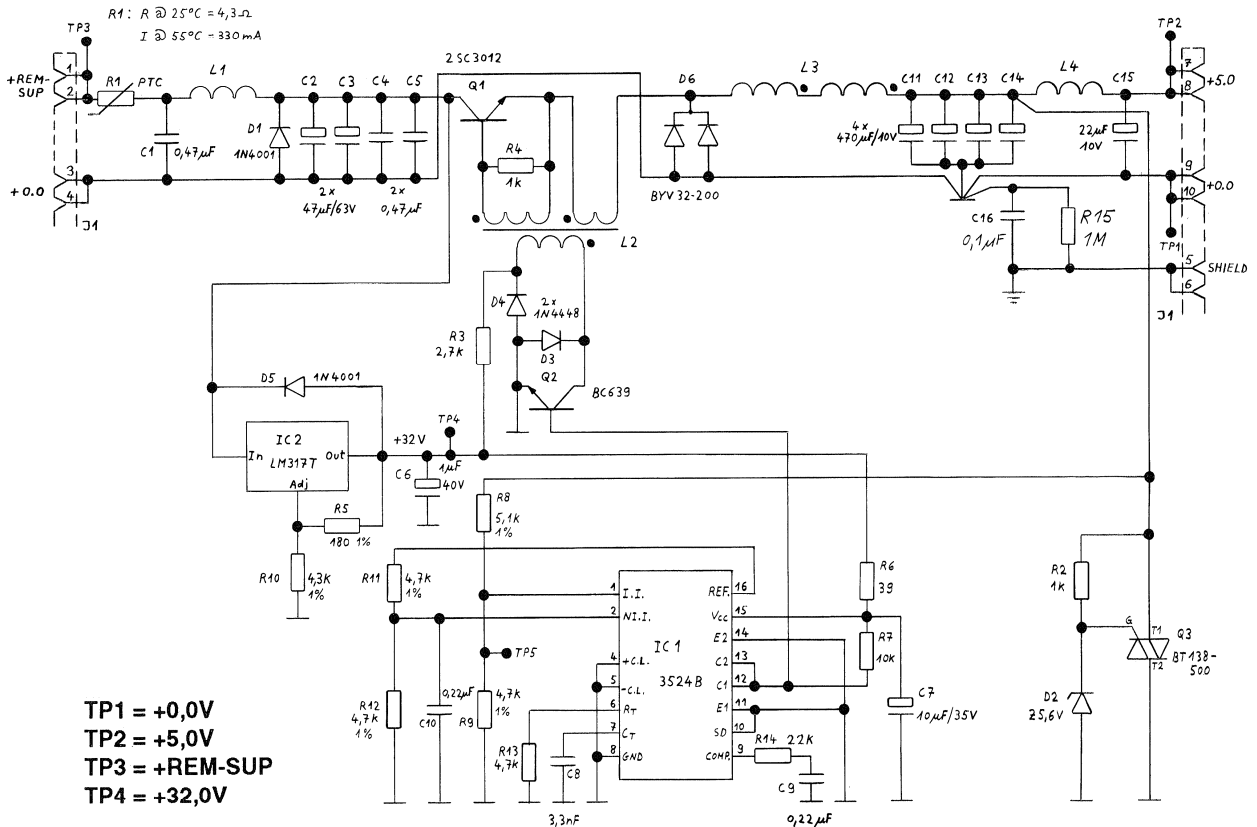 R1: R @ 25°C = 4,3Ω
I @ 55°C = 330mA
TP3
TP2
+REM-
SUP
1
2
R1
PTC
L1
C1
0,47µF
D1
1N4001
C2
C3
C4
C5
2x
47µF/63V
2x
0,47µF
3
4
+0.0
J1
2SC3012
Q1
R4
1k
L2
D6
BYV32-200
L3
C11
C12
C13
C14
4x
470µF/10V
L4
C15
22µF
10V
7
8
+5.0
9
10
+0.0
TP1
C16
0,1µF
R15
1M
5
6
SHIELD
J1
D4
2x
1N4448
D3
Q2
BC639
R3
2,7K
D5
1N4001
IC2
LM317T
In
Out
Adj
+32V
TP4
C6
1µF
40V
R5
180 1%
R10
4,3K
1%
R8
5,1K
1%
R11
4,7K
1%
R12
4,7K
1%
0,22µF
C10
TP5
R9
4,7K
1%
R13
4,7K
C8
3,3nF
IC1
3524B
1
I.I.
2
NI.I.
4
+C.L.
5
-C.L.
6
RT
7
CT
8
GND
REF.
16
Vcc
15
E2
14
C2
13
C1
12
E1
11
SD
10
COMP.
9
R14
22K
C9
0,22µF
R6
39
R7
10K
C7
10µF/35V
R2
1k
D2
Z5,6V
G
T1
T2
Q3
BT138-
500
TP1 = +0,0V
TP2 = +5,0V
TP3 = +REM-SUP
TP4 = +32,0V